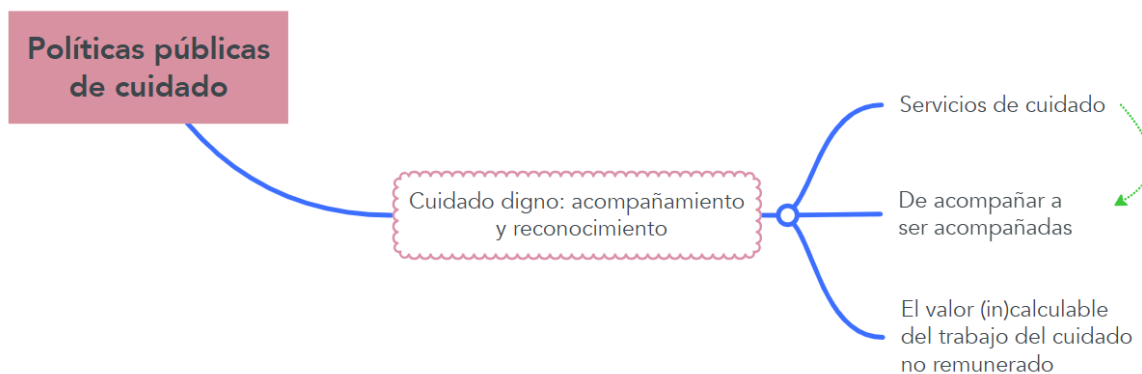 Políticas públicas
de cuidado
Cuidado digno: acompañamiento
y reconocimiento
Servicios de cuidado
De acompañar a
ser acompañadas
El valor (in)calculable
del trabajo del cuidado
no remunerado